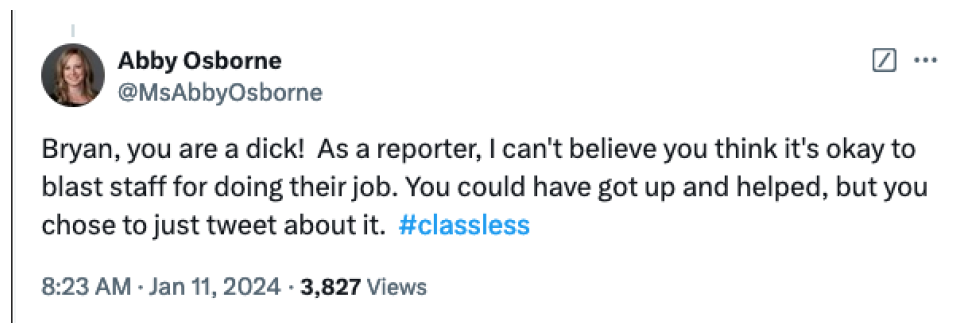 Abby Osborne
@MsAbbyOsborne
Bryan, you are a dick!  As a reporter, I can't believe you think it's okay to
blast staff for doing their job. You could have got up and helped, but you
chose to just tweet about it.  #classless
8:23 AM · Jan 11, 2024 · 3,827 Views